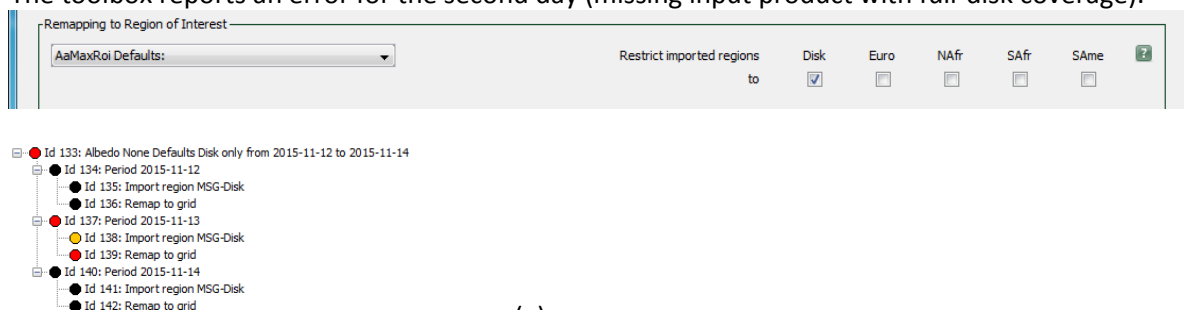 The toolbox reports an error for the second day (missing input product with full disk coverage).
Remapping to Region of Interest
AaMaxRoi Defaults:
Restrict imported regions Disk Euro NAfr SAfr SAme ?
to
Id 133: Albedo None Defaults Disk only from 2015-11-12 to 2015-11-14
Id 134: Period 2015-11-12
Id 135: Import region MSG-Disk
Id 136: Remap to grid
Id 137: Period 2015-11-13
Id 138: Import region MSG-Disk
Id 139: Remap to grid
Id 140: Period 2015-11-14
Id 141: Import region MSG-Disk
Id 142: Remap to grid